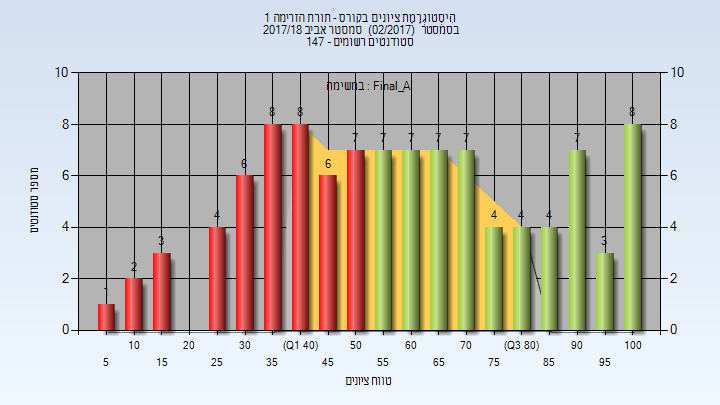 היסטוגרמת ציונים בקורס - תורת הזרימה 1
בסמסטר (02/2017) סמסטר אביב 2017/18
סטודנטים רשומים - 147
במשימה : Final_A
מספר סטודנטים
10 10
8 8
6 6
4 4
2 2
0 0
1 2 3 4 6 8 8 6 7 7 7 7 7 4 4 4 7 3 8
10 20 30 (Q1 40) 50 60 70 (Q3 80) 90 100
5 15 25 35 45 55 65 75 85 95
טווח ציונים